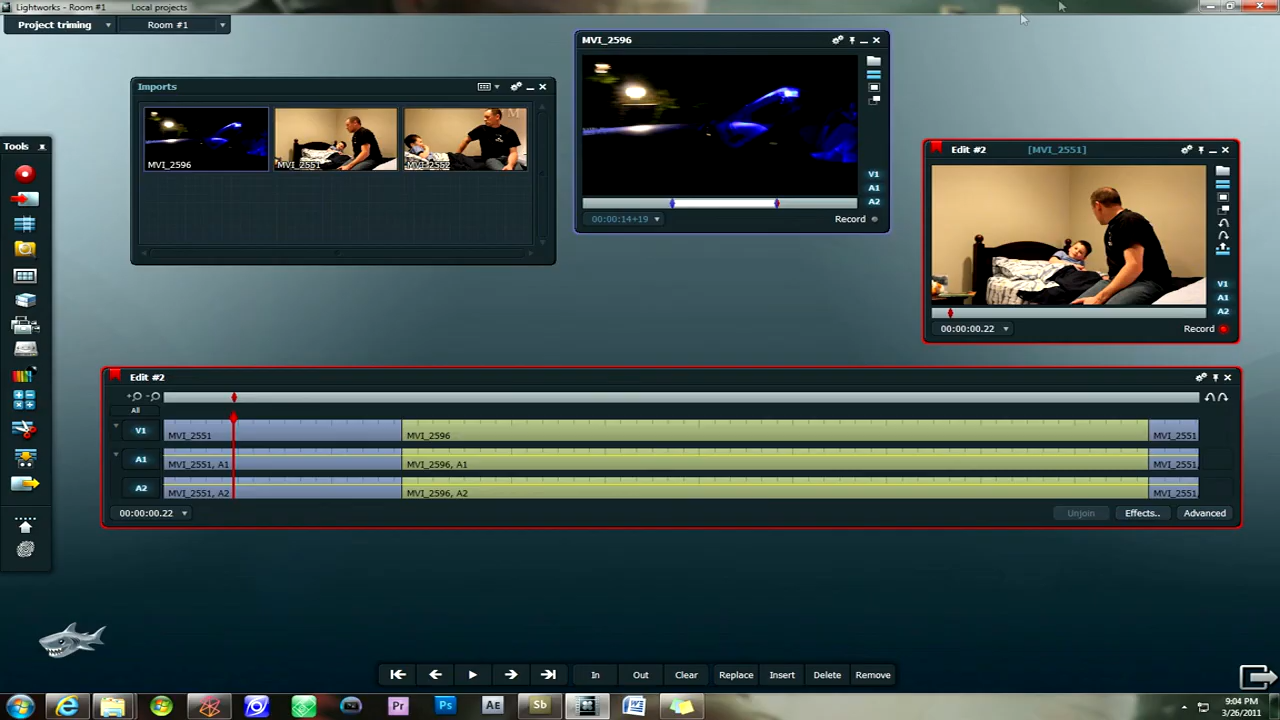 Lightworks - Room #1
Local projects
Project triming
Room #1
MVI_2596
Imports
MVI_2596
MVI_2551
MVI_2552
Tools
V1
A1
A2
00:00:14+19
Record
Edit #2
[MVI_2551]
V1
A1
A2
00:00:00.22
Record
Edit #2
All
V1
MVI_2551
MVI_2596
MVI_2551
A1
MVI_2551, A1
MVI_2596, A1
MVI_2551,
A2
MVI_2551, A2
MVI_2596, A2
MVI_2551,
00:00:00.22
Unjoin
Effects..
Advanced
In
Out
Clear
Replace
Insert
Delete
Remove
Pr
Ps
AE
Sb
9:04 PM
3/26/2011